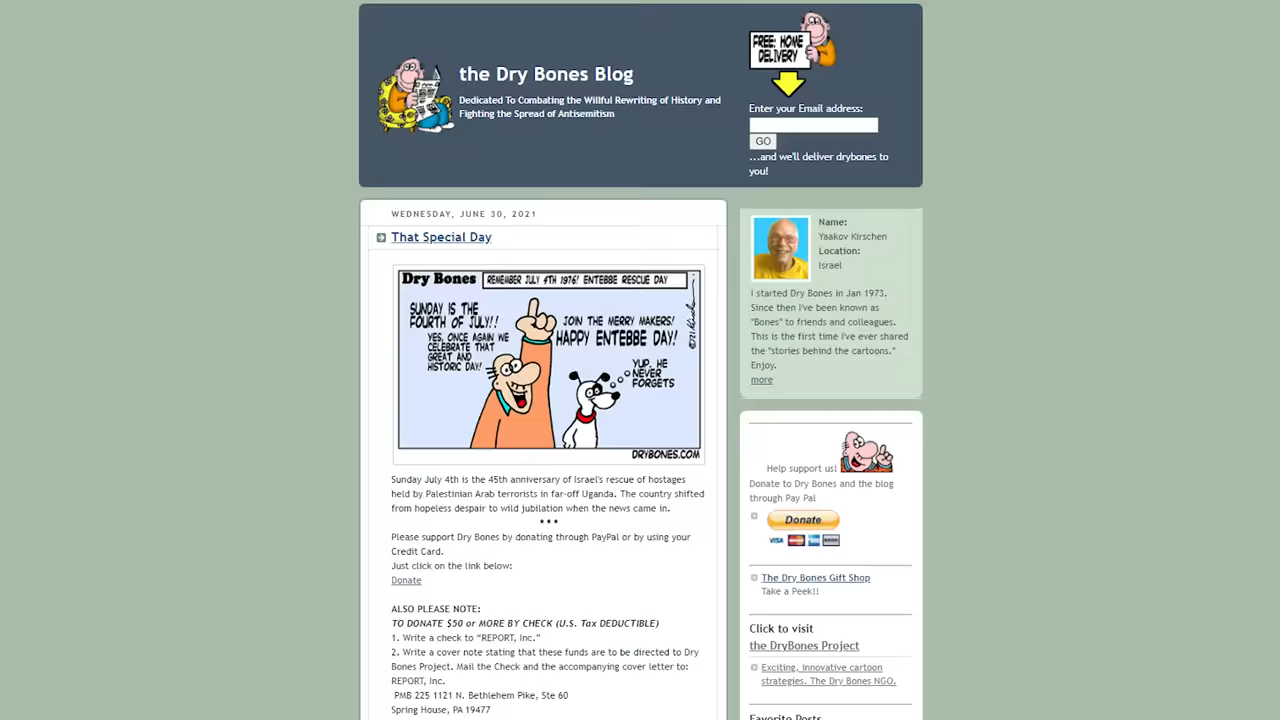 FREE: HOME
DELIVERY
the Dry Bones Blog
Dedicated To Combating the Willful Rewriting of History and
Fighting the Spread of Antisemitism
Enter your Email address:
GO
...and we'll deliver drybones to
you!
WEDNESDAY, JUNE 30, 2021
That Special Day
Dry Bones
REMEMBER JULY 4TH 1976! ENTEBBE RESCUE DAY
SUNDAY IS THE
FOURTH OF JULY!!
YES, ONCE AGAIN WE
CELEBRATE THAT
GREAT AND
HISTORIC DAY!
JOIN THE MERRY MAKERS!
HAPPY ENTEBBE DAY!
YUP, HE
NEVER
FORGETS
©'21 Kirschen
DRYBONES.COM
Sunday July 4th is the 45th anniversary of Israel's rescue of hostages
held by Palestinian Arab terrorists in far-off Uganda. The country shifted
from hopeless despair to wild jubilation when the news came in.
* * *
Please support Dry Bones by donating through PayPal or by using your
Credit Card.
Just click on the link below:
Donate
ALSO PLEASE NOTE:
TO DONATE $50 or MORE BY CHECK (U.S. Tax DEDUCTIBLE)
1. Write a check to “REPORT, Inc.”
2. Write a cover note stating that these funds are to be directed to Dry
Bones Project. Mail the Check and the accompanying cover letter to:
REPORT, Inc.
PMB 225 1121 N. Bethlehem Pike, Ste 60
Spring House, PA 19477
Name:
Yaakov Kirschen
Location:
Israel
I started Dry Bones in Jan 1973.
Since then I've been known as
"Bones" to friends and colleagues.
This is the first time I've ever shared
the "stories behind the cartoons."
Enjoy.
more
Help support us!
Donate to Dry Bones and the blog
through Pay Pal
Donate
VISA
The Dry Bones Gift Shop
Take a Peek!!
Click to visit
the DryBones Project
Exciting, innovative cartoon
strategies. The Dry Bones NGO.
Favorite Posts